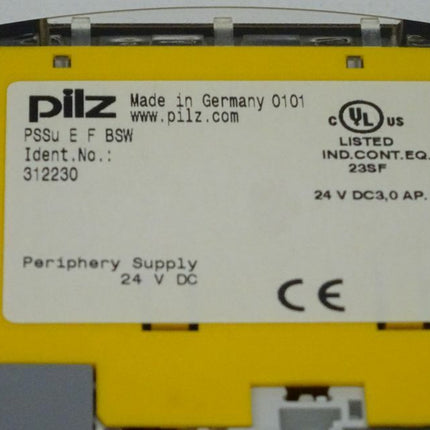 pilz
Made in Germany 0101
www.pilz.com
PSSu E F BSW
Ident.No.:
312230
Periphery Supply
24 V DC
c UL us
LISTED
IND.CONT.EQ.
23SF
24 V DC3,0 AP.
CE